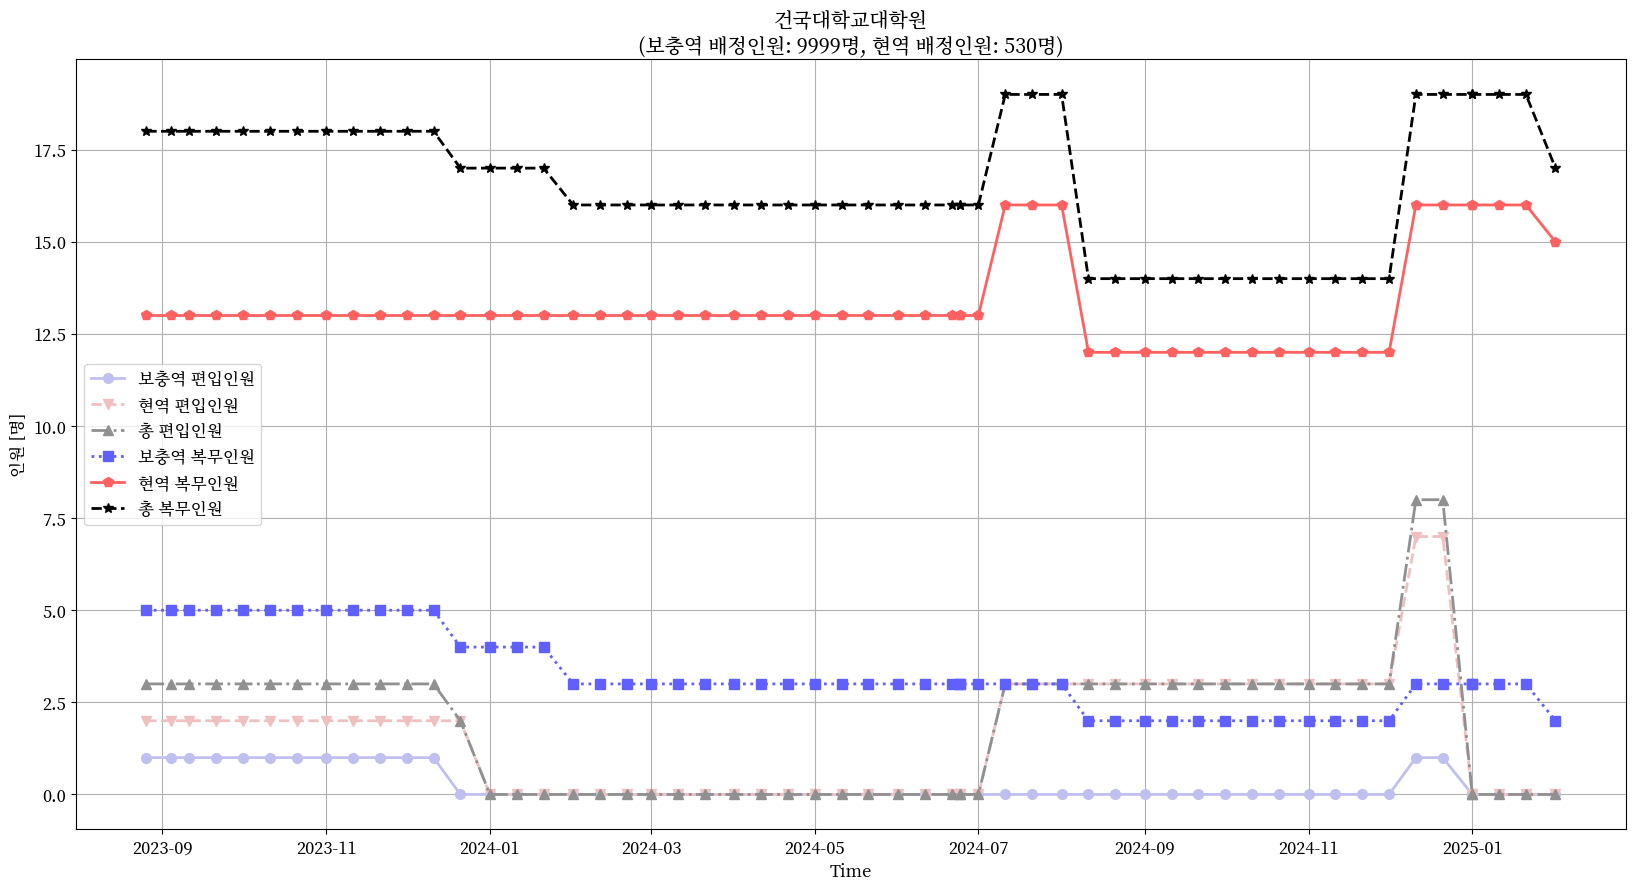 건국대학교대학원
(보충역 배정인원: 9999명, 현역 배정인원: 530명)
인원 [명]
17.5
15.0
12.5
10.0
7.5
5.0
2.5
0.0
보충역 편입인원
현역 편입인원
총 편입인원
보충역 복무인원
현역 복무인원
총 복무인원
2023-09 2023-11 2024-01 2024-03 2024-05 2024-07 2024-09 2024-11 2025-01
Time